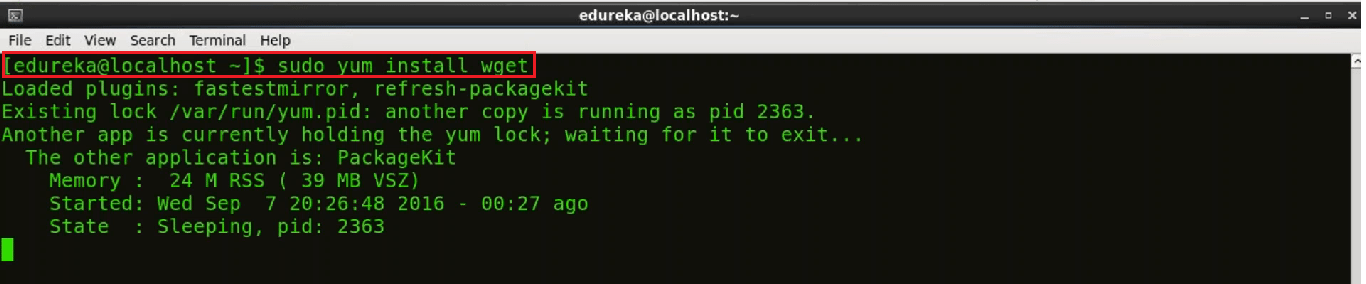 edureka@localhost:~
File Edit View Search Terminal Help
[edureka@localhost ~]$ sudo yum install wget
Loaded plugins: fastestmirror, refresh-packagekit
Existing lock /var/run/yum.pid: another copy is running as pid 2363.
Another app is currently holding the yum lock; waiting for it to exit...
  The other application is: PackageKit
    Memory :  24 M RSS ( 39 MB VSZ)
    Started: Wed Sep  7 20:26:48 2016 - 00:27 ago
    State  : Sleeping, pid: 2363